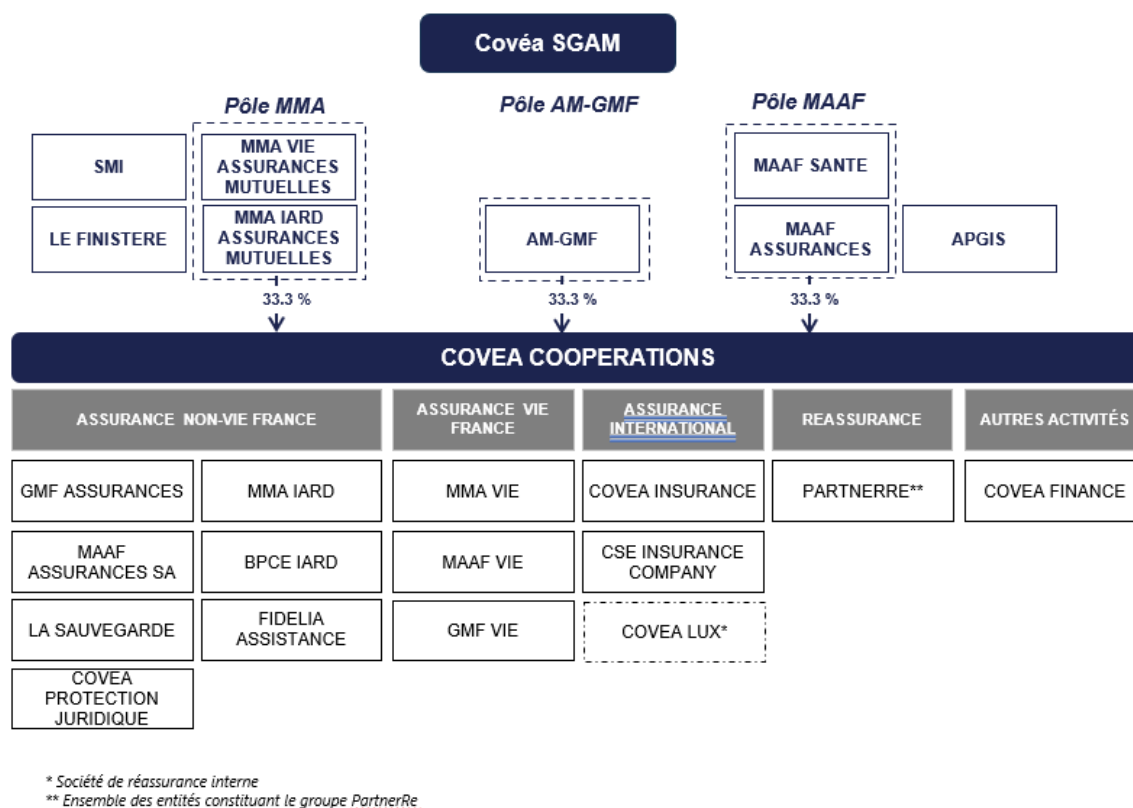 Covéa SGAM
Pôle MMA
Pôle AM-GMF
Pôle MAAF
SMI
MMA VIE
ASSURANCES
MUTUELLES
MAAF SANTE
LE FINISTERE
MMA IARD
ASSURANCES
MUTUELLES
AM-GMF
MAAF
ASSURANCES
APGIS
33.3 %
33.3 %
33.3 %
COVEA COOPERATIONS
ASSURANCE NON-VIE FRANCE
ASSURANCE VIE
FRANCE
ASSURANCE
INTERNATIONAL
REASSURANCE
AUTRES ACTIVITÉS
GMF ASSURANCES
MMA IARD
MMA VIE
COVEA INSURANCE
PARTNERRE**
COVEA FINANCE
MAAF
ASSURANCES SA
BPCE IARD
MAAF VIE
CSE INSURANCE
COMPANY
LA SAUVEGARDE
FIDELIA
ASSISTANCE
GMF VIE
COVEA LUX*
COVEA
PROTECTION
JURIDIQUE
* Société de réassurance interne
** Ensemble des entités constituant le groupe PartnerRe